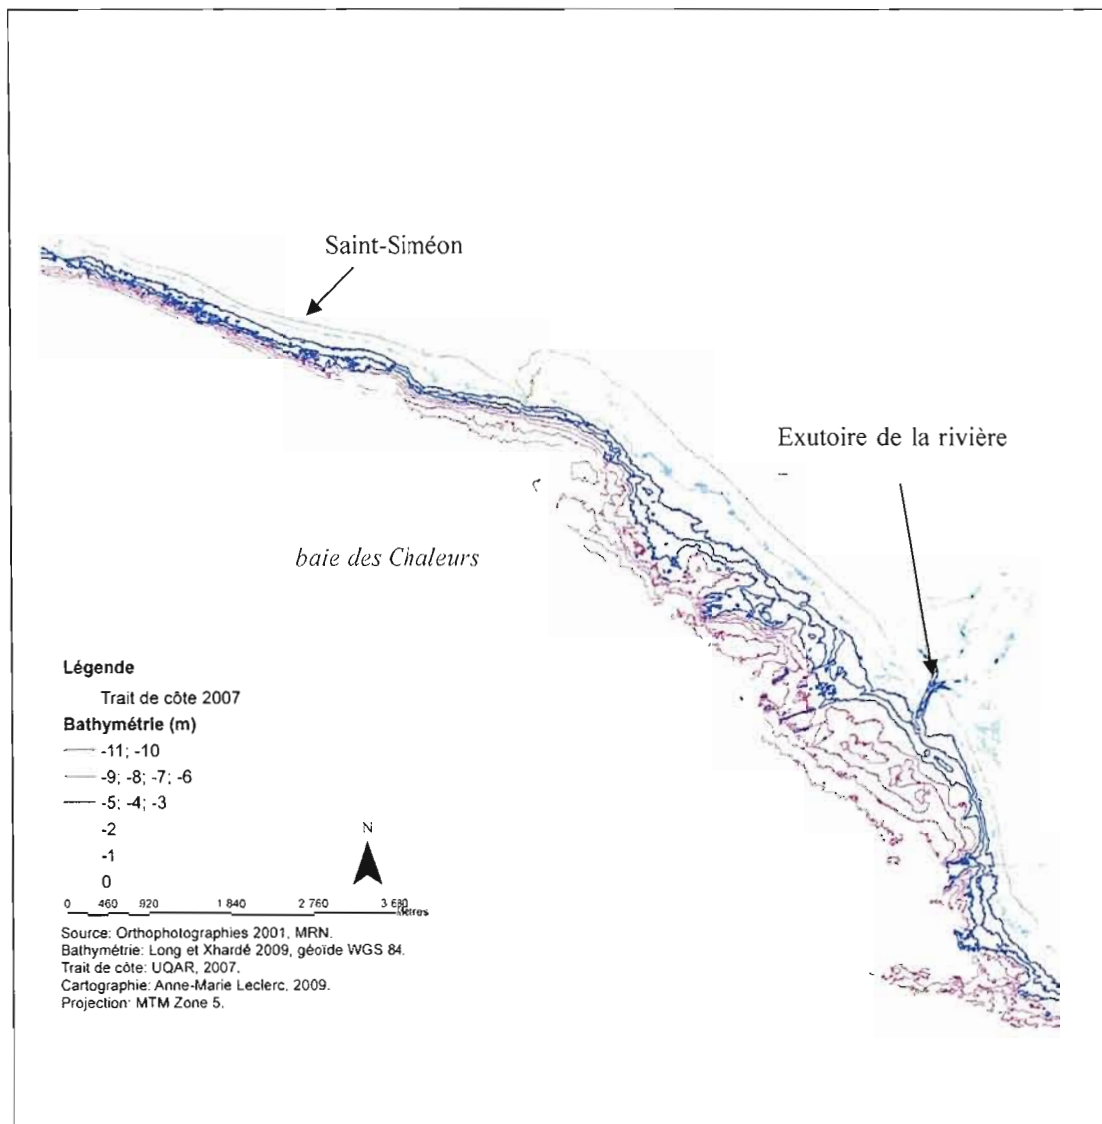 Saint-Siméon
Exutoire de la rivière
baie des Chaleurs
Légende
Trait de côte 2007
Bathymétrie (m)
-11; -10
-9; -8; -7; -6
-5; -4; -3
-2
-1
0
N
0 460 920 1 840 2 760 3 680
Mètres
Source: Orthophotographies 2001, MRN.
Bathymétrie: Long et Xhardé 2009, géoïde WGS 84.
Trait de côte: UQAR, 2007.
Cartographie: Anne-Marie Leclerc, 2009.
Projection: MTM Zone 5.